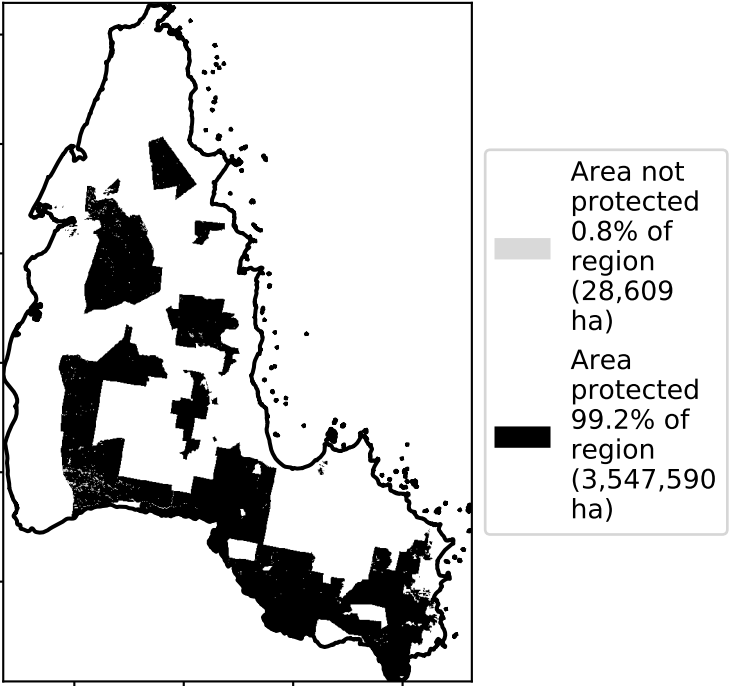 Area not
protected
0.8% of
region
(28,609
ha)
Area
protected
99.2% of
region
(3,547,590
ha)